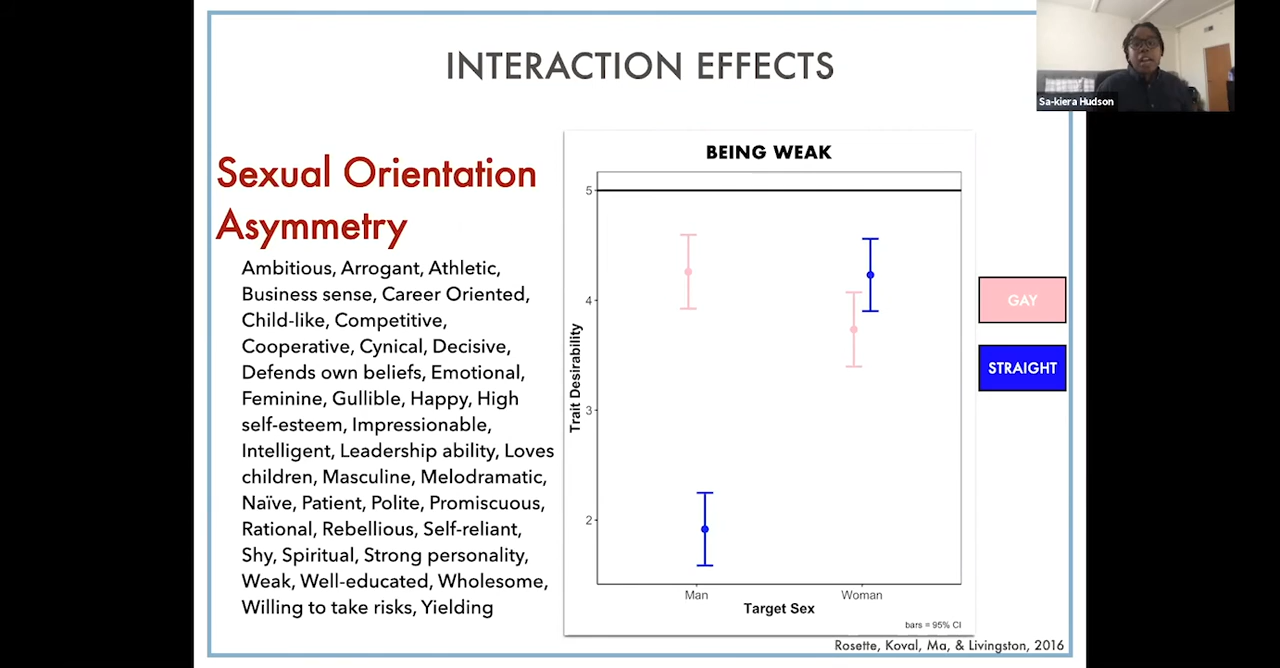 INTERACTION EFFECTS
Sa-kiera Hudson
Sexual Orientation
Asymmetry
Ambitious, Arrogant, Athletic,
Business sense, Career Oriented,
Child-like, Competitive,
Cooperative, Cynical, Decisive,
Defends own beliefs, Emotional,
Feminine, Gullible, Happy, High
self-esteem, Impressionable,
Intelligent, Leadership ability, Loves
children, Masculine, Melodramatic,
Naïve, Patient, Polite, Promiscuous,
Rational, Rebellious, Self-reliant,
Shy, Spiritual, Strong personality,
Weak, Well-educated, Wholesome,
Willing to take risks, Yielding
BEING WEAK
5
4
3
2
Trait Desirability
Man Woman
Target Sex
bars = 95% CI
GAY
STRAIGHT
Rosette, Koval, Ma, & Livingston, 2016